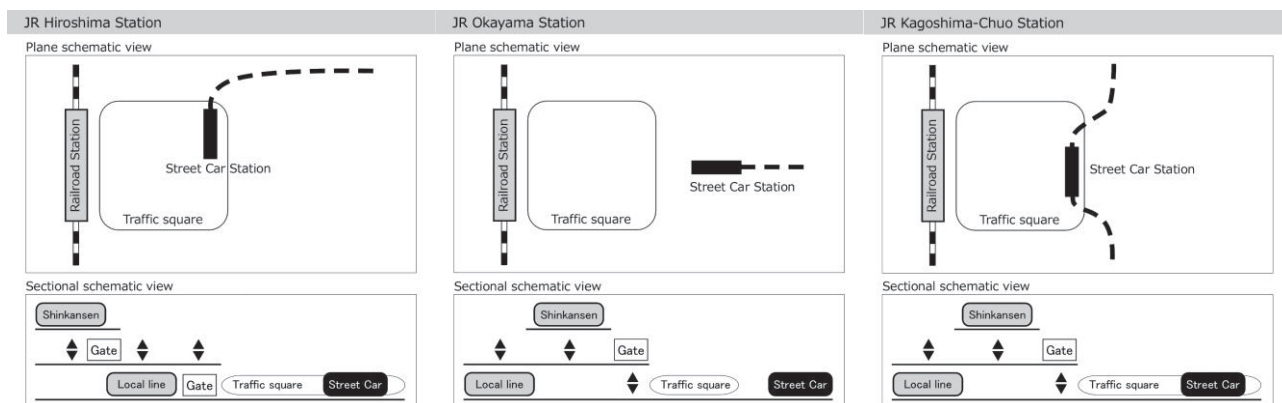 JR Hiroshima Station
Plane schematic view
Railroad Station
Street Car Station
Traffic square
Sectional schematic view
Shinkansen
Gate
Local line
Gate
Traffic square
Street Car
JR Okayama Station
Plane schematic view
Railroad Station
Street Car Station
Traffic square
Sectional schematic view
Shinkansen
Gate
Local line
Traffic square
Street Car
JR Kagoshima-Chuo Station
Plane schematic view
Railroad Station
Street Car Station
Traffic square
Sectional schematic view
Shinkansen
Gate
Local line
Traffic square
Street Car